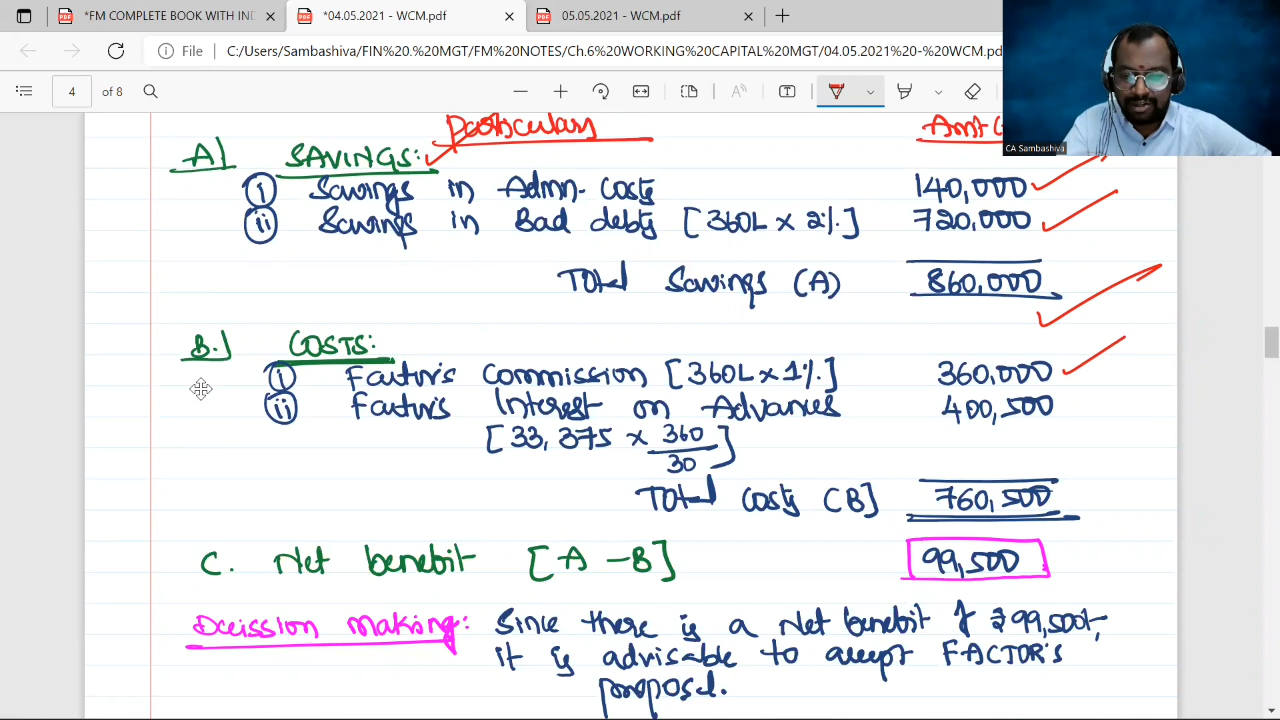 *FM COMPLETE BOOK WITH IND
*04.05.2021 - WCM.pdf
05.05.2021 - WCM.pdf
File
C:/Users/Sambashiva/FIN%20.%20MGT/FM%20NOTES/Ch.6%20WORKING%20CAPITAL%20MGT/04.05.2021%20-%20WCM.pd
4 of 8
CA Sambashiva
Particulars Amt(
A) SAVINGS:
(i) Savings in Admn. Costs 140,000
(ii) Savings in Bad debts [360L x 2%] 720,000
Total Savings (A) 860,000
B.) COSTS:
(i) Factor's Commission [360L x 1%] 360,000
(ii) Factor's Interest on Advances 400,500
[33,375 x 360/30]
Total Costs (B] 760,500
C. Net benefit [A - B] 99,500
Decission Making: Since there is a Net benefit of ₹99,500/-,
it is advisable to accept FACTOR'S
proposal.